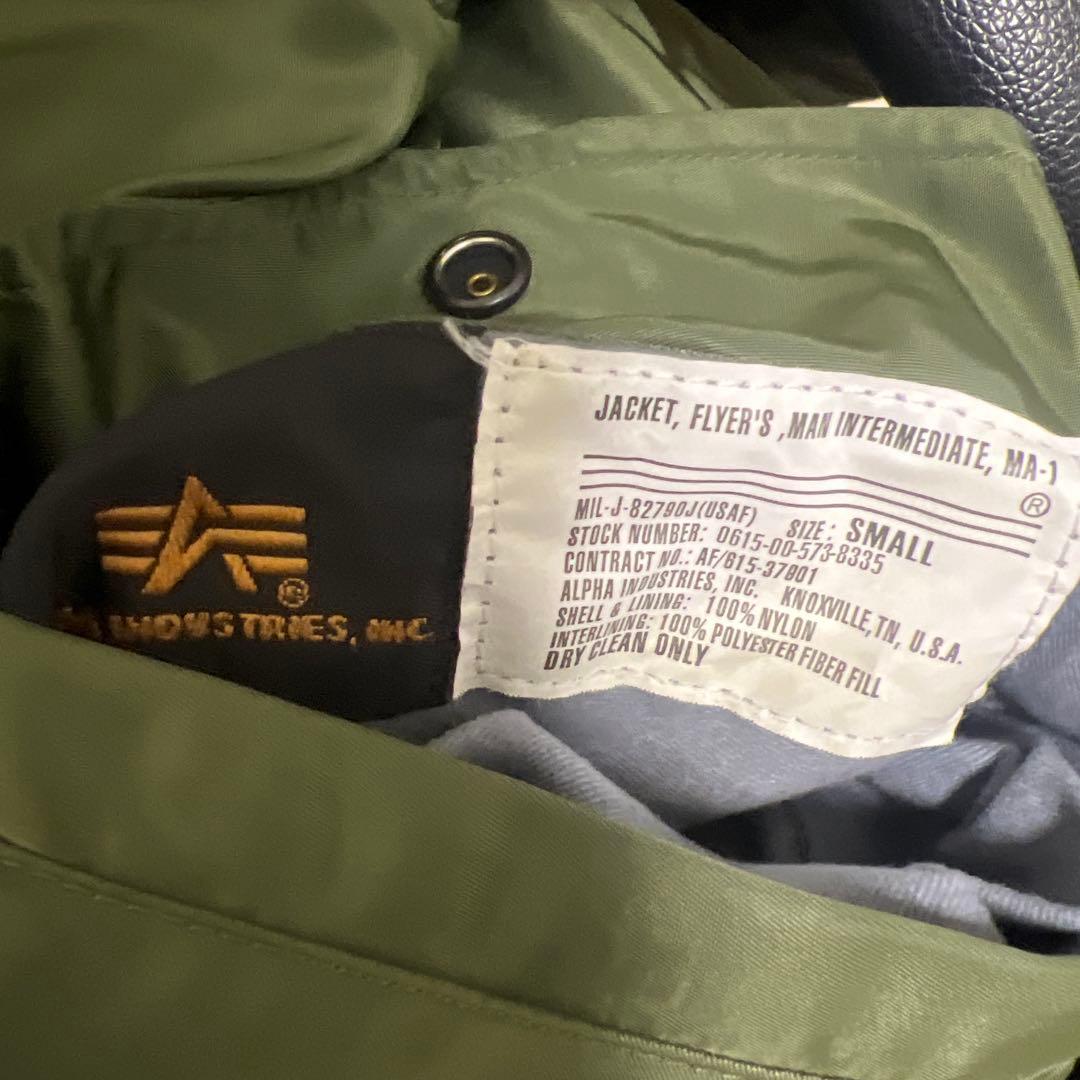 INDUSTRIES, INC.
JACKET, FLYER'S ,MAN INTERMEDIATE, MA-1
®
MIL-J-82790J(USAF) SIZE: SMALL
STOCK NUMBER: 0615-00-573-8335
CONTRACT NO.: AF/615-37801
ALPHA INDUSTRIES, INC. KNOXVILLE,TN, U.S.A.
SHELL & LINING: 100% NYLON
INTERLINING: 100% POLYESTER FIBER FILL
DRY CLEAN ONLY